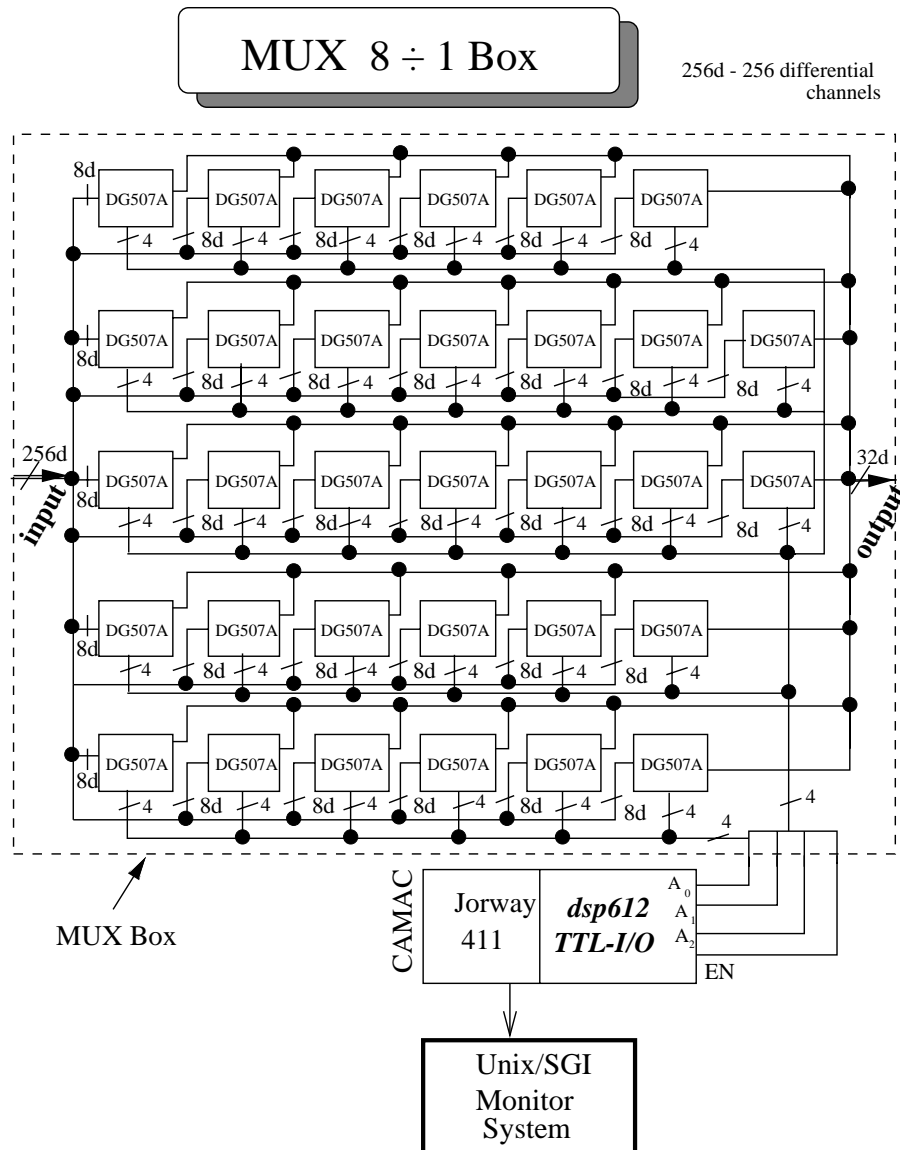 MUX 8 ÷ 1 Box
256d - 256 differential
channels
8d
DG507A DG507A DG507A DG507A DG507A DG507A
4 8d 4 4 8d 4 4 8d 4
DG507A DG507A DG507A DG507A DG507A DG507A DG507A
8d 4 8d 4 8d 4 8d 4 8d 4 8d 4 8d 4
256d
input
DG507A DG507A DG507A DG507A DG507A DG507A DG507A
32d
output
8d 4 8d 4 8d 4 8d 4 8d 4 8d 4 8d 4
DG507A DG507A DG507A DG507A DG507A DG507A
8d 4 8d 4 8d 4 8d 4 8d 4 8d 4
DG507A DG507A DG507A DG507A DG507A DG507A
8d 4 8d 4 8d 4 8d 4 8d 4 8d 4
4
4
MUX Box
CAMAC
Jorway
411
dsp612
TTL-I/O
A0
A1
A2
EN
Unix/SGI
Monitor
System